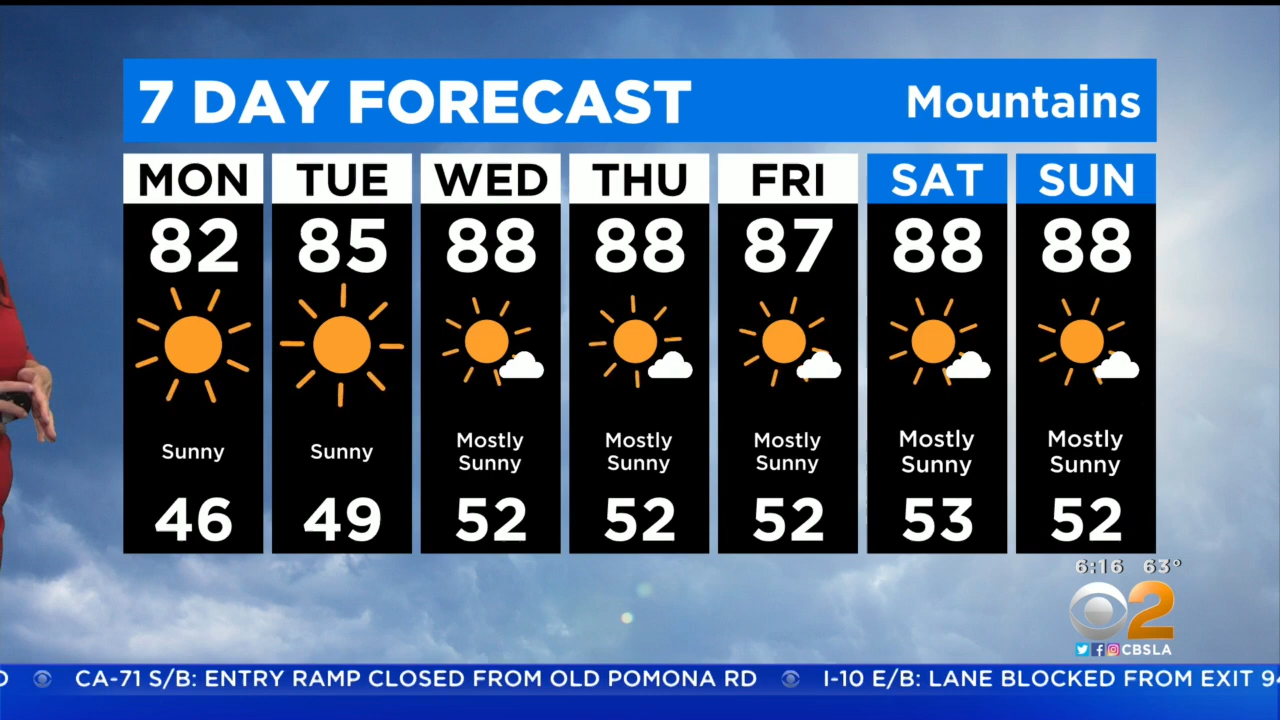 7 DAY FORECAST Mountains
MON TUE WED THU FRI SAT SUN
82 85 88 88 87 88 88
Sunny Sunny Mostly Sunny Mostly Sunny Mostly Sunny Mostly Sunny Mostly Sunny
46 49 52 52 52 53 52
6:16 63°
2
CBSLA
CA-71 S/B: ENTRY RAMP CLOSED FROM OLD POMONA RD I-10 E/B: LANE BLOCKED FROM EXIT